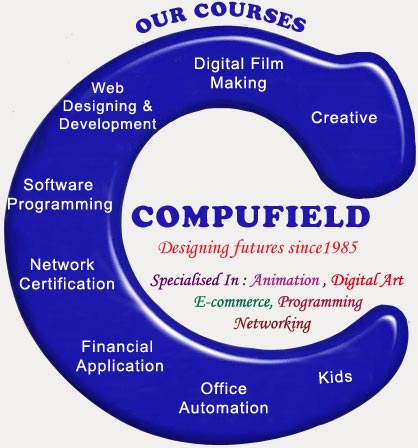 OUR COURSES
Creative
Digital Film
Making
Web
Designing &
Development
Software
Programming
Network
Certification
Financial
Application
Office
Automation
Kids
COMPUFIELD
Designing futures since1985
Specialised In : Animation , Digital Art
E-commerce, Programming
Networking